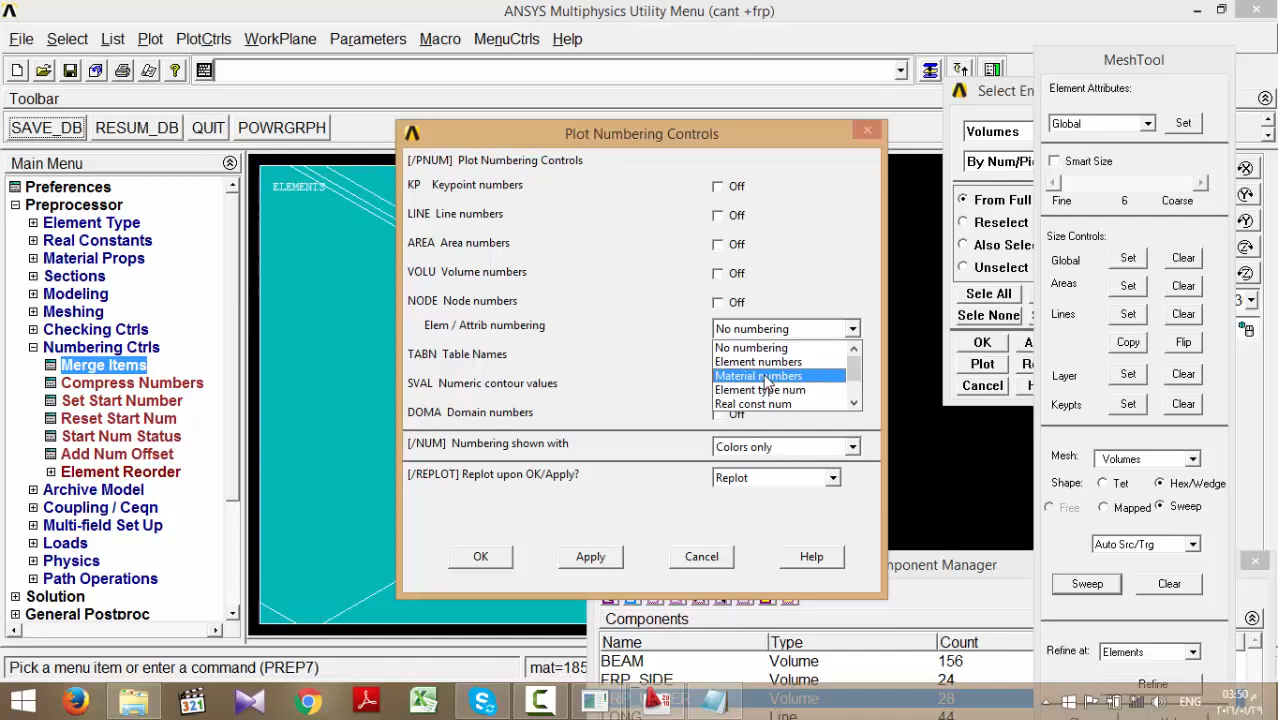 ANSYS Multiphysics Utility Menu (cant +frp)
File Select List Plot PlotCtrls WorkPlane Parameters Macro MenuCtrls Help
Toolbar
SAVE_DB RESUM_DB QUIT POWRGRPH
Main Menu
Preferences
Preprocessor
Element Type
Real Constants
Material Props
Sections
Modeling
Meshing
Checking Ctrls
Numbering Ctrls
Merge Items
Compress Numbers
Set Start Number
Reset Start Num
Start Num Status
Add Num Offset
Element Reorder
Archive Model
Coupling / Ceqn
Multi-field Set Up
Loads
Physics
Path Operations
Solution
General Postproc
ELEMENTS
Plot Numbering Controls
[/PNUM] Plot Numbering Controls
KP Keypoint numbers Off
LINE Line numbers Off
AREA Area numbers Off
VOLU Volume numbers Off
NODE Node numbers Off
Elem / Attrib numbering No numbering
No numbering
Element numbers
Material numbers
Element type num
Real const num
TABN Table Names
SVAL Numeric contour values
DOMA Domain numbers Off
[/NUM] Numbering shown with Colors only
[/REPLOT] Replot upon OK/Apply? Replot
OK Apply Cancel Help
Select En
Volumes
By Num/Pic
From Full
Reselect
Also Sele
Unselect
Sele All
Sele None
OK A
Plot R
Cancel
MeshTool
Element Attributes:
Global Set
Smart Size
Fine 6 Coarse
Size Controls:
Global Set Clear
Areas Set Clear
Lines Set Clear
Copy Flip
Layer Set Clear
Keypts Set Clear
Mesh: Volumes
Shape: Tet Hex/Wedge
Free Mapped Sweep
Auto Src/Trg
Sweep Clear
Refine at: Elements
Refine
3
omponent Manager
Components
Name Type Count
BEAM Volume 156
FRP_SIDE Volume 24
Volume 28
LONG Line 44
Pick a menu item or enter a command (PREP7)
mat=185
321
ENG